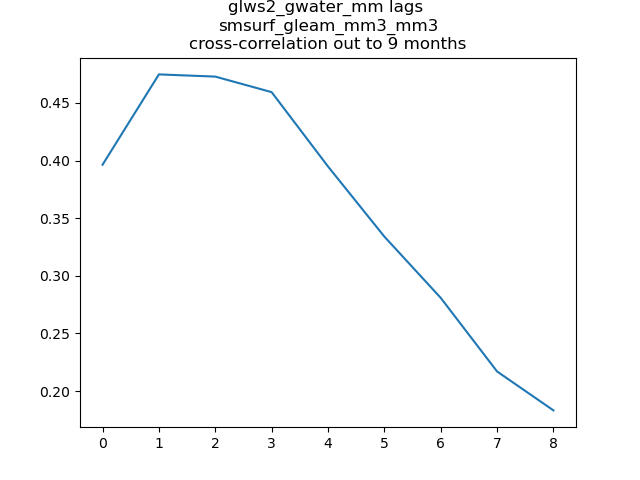 glws2_gwater_mm lags
smsurf_gleam_mm3_mm3
cross-correlation out to 9 months
0.45
0.40
0.35
0.30
0.25
0.20
0 1 2 3 4 5 6 7 8